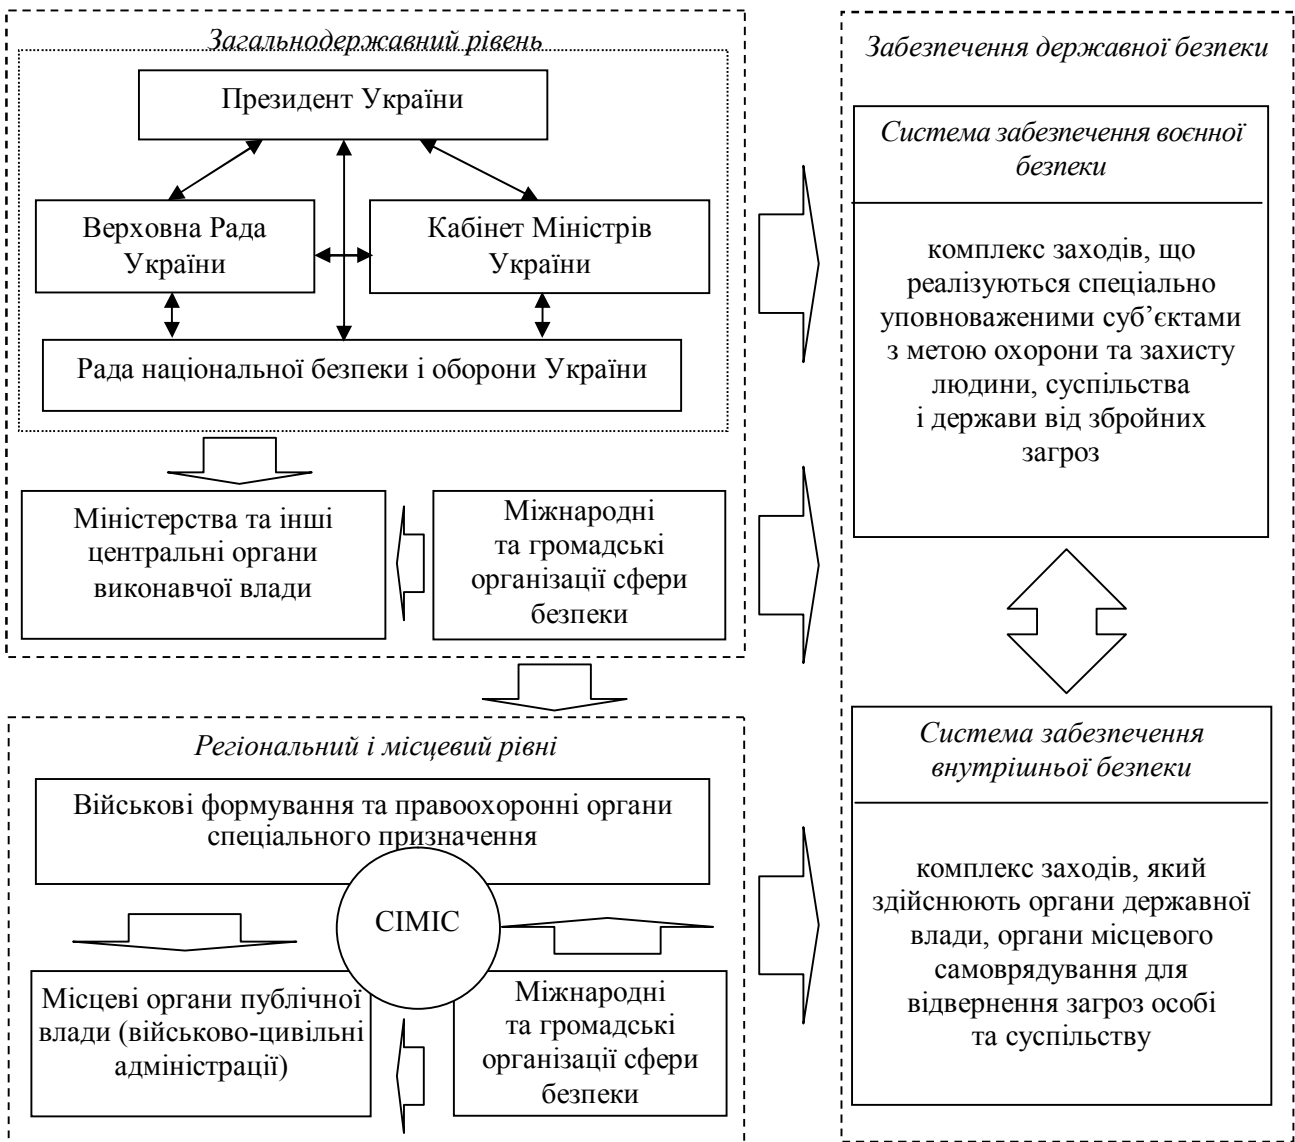 Загальнодержавний рівень
Президент України
Верховна Рада
України
Кабінет Міністрів
України
Рада національної безпеки і оборони України
Міністерства та інші
центральні органи
виконавчої влади
Міжнародні
та громадські
організації сфери
безпеки
Регіональний і місцевий рівні
Військові формування та правоохоронні органи
спеціального призначення
СІМІС
Місцеві органи публічної
влади (військово-цивільні
адміністрації)
Міжнародні
та громадські
організації сфери
безпеки
Забезпечення державної безпеки
Система забезпечення воєнної
безпеки
комплекс заходів, що
реалізуються спеціально
уповноваженими суб’єктами
з метою охорони та захисту
людини, суспільства
і держави від збройних
загроз
Система забезпечення
внутрішньої безпеки
комплекс заходів, який
здійснюють органи державної
влади, органи місцевого
самоврядування для
відвернення загроз особі
та суспільству